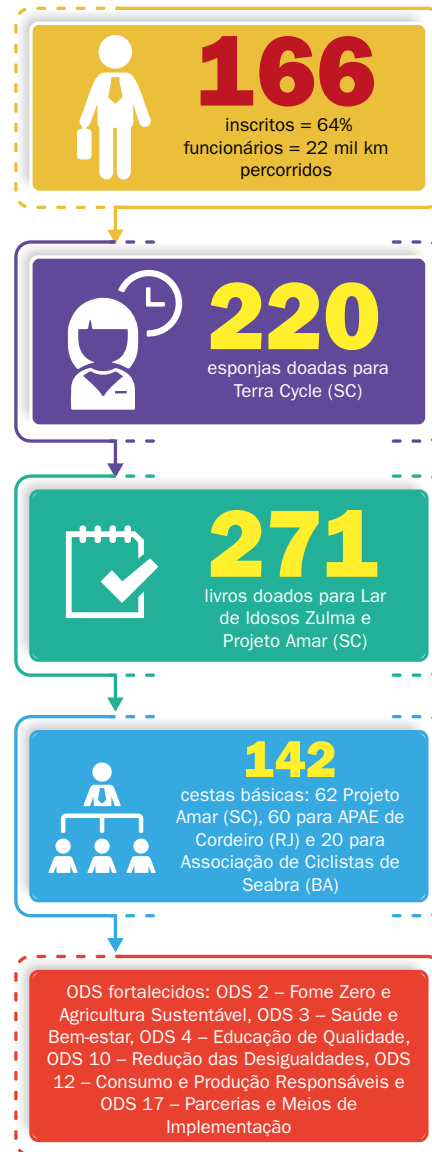 166
inscritos = 64%
funcionários = 22 mil km
percorridos
220
esponjas doadas para
Terra Cycle (SC)
271
livros doados para Lar
de Idosos Zulma e
Projeto Amar (SC)
142
cestas básicas: 62 Projeto
Amar (SC), 60 para APAE de
Cordeiro (RJ) e 20 para
Associação de Ciclistas de
Seabra (BA)
ODS fortalecidos: ODS 2 – Fome Zero e
Agricultura Sustentável, ODS 3 – Saúde e
Bem-estar, ODS 4 – Educação de Qualidade,
ODS 10 – Redução das Desigualdades, ODS
12 – Consumo e Produção Responsáveis e
ODS 17 – Parcerias e Meios de
Implementação